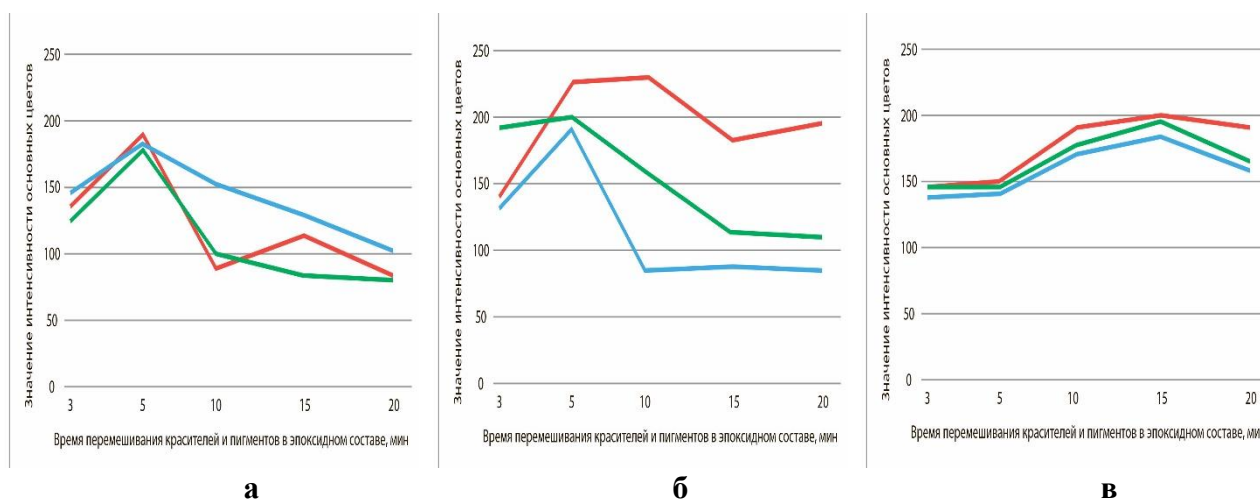 Значение интенсивности основных цветов
250
200
150
100
50
0
3 5 10 15 20
Время перемешивания красителей и пигментов в эпоксидном составе, мин
а
Значение интенсивности основных цветов
250
200
150
100
50
0
3 5 10 15 20
Время перемешивания красителей и пигментов в эпоксидном составе, мин
б
Значение интенсивности основных цветов
250
200
150
100
50
0
3 5 10 15 20
Время перемешивания красителей и пигментов в эпоксидном составе, мин
в